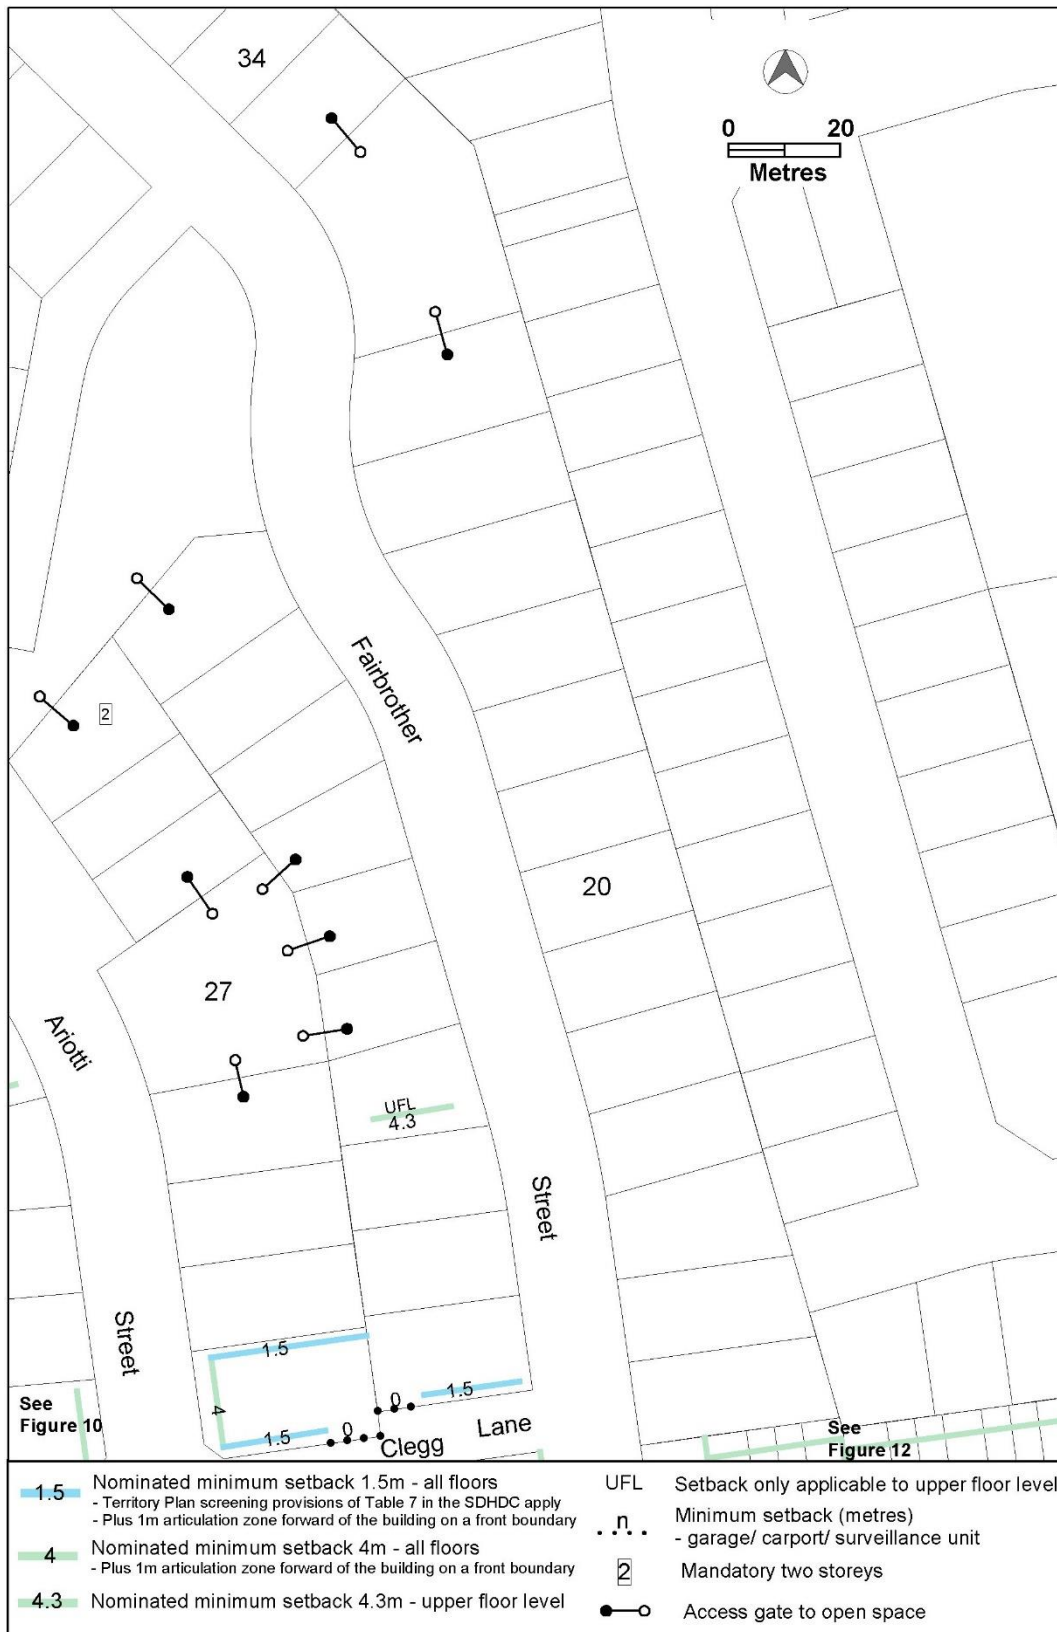 34
0 20
Metres
Fairbrother
2
20
27
Ariotti
UFL
4.3
Street
Street
1.5
0
1.5
4
1.5
0
Clegg Lane
See
Figure 10
See
Figure 12
1.5 Nominated minimum setback 1.5m - all floors
- Territory Plan screening provisions of Table 7 in the SDHDC apply
- Plus 1m articulation zone forward of the building on a front boundary
4 Nominated minimum setback 4m - all floors
- Plus 1m articulation zone forward of the building on a front boundary
4.3 Nominated minimum setback 4.3m - upper floor level
UFL Setback only applicable to upper floor level
n Minimum setback (metres)
- garage/ carport/ surveillance unit
2 Mandatory two storeys
Access gate to open space